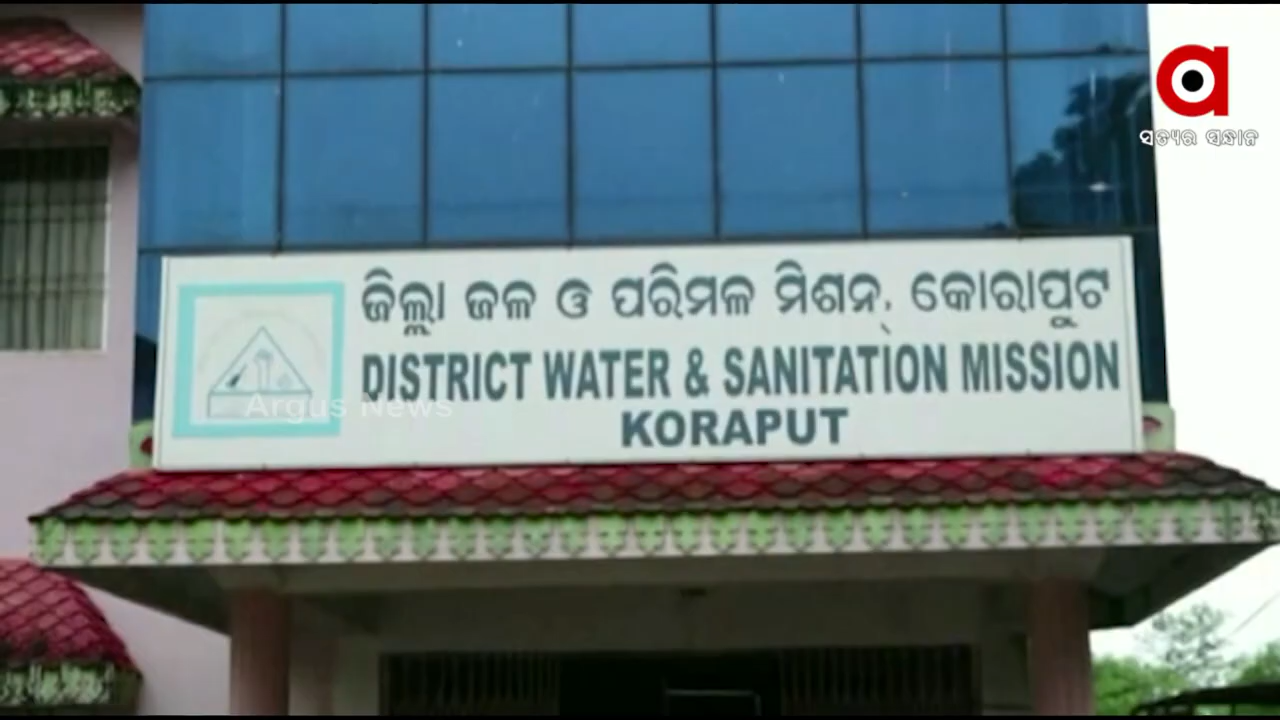 ସତ୍ୟର ସନ୍ଧାନ
ଜିଲ୍ଲା ଜଳ ଓ ପରିମଳ ମିଶନ, କୋରାପୁଟ
DISTRICT WATER & SANITATION MISSION
Argus News
KORAPUT